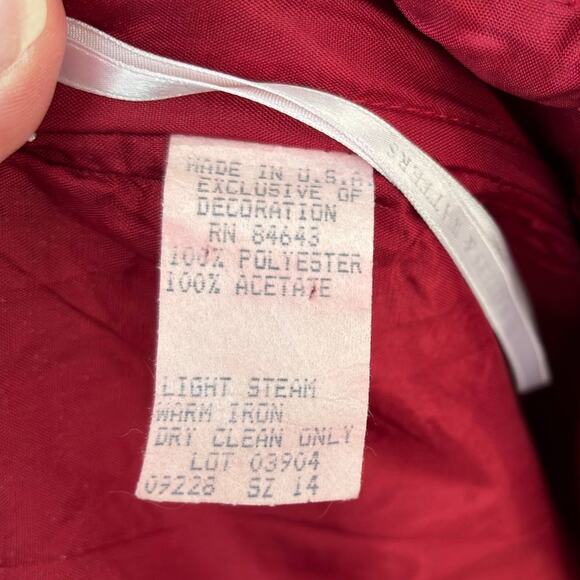 MADE IN U.S.A.
EXCLUSIVE OF
DECORATION
RN 84643
100% POLYESTER
100% ACETATE
LIGHT STEAM
WARM IRON
DRY CLEAN ONLY
LOT 03904
09228 SZ 14
& WATTERS